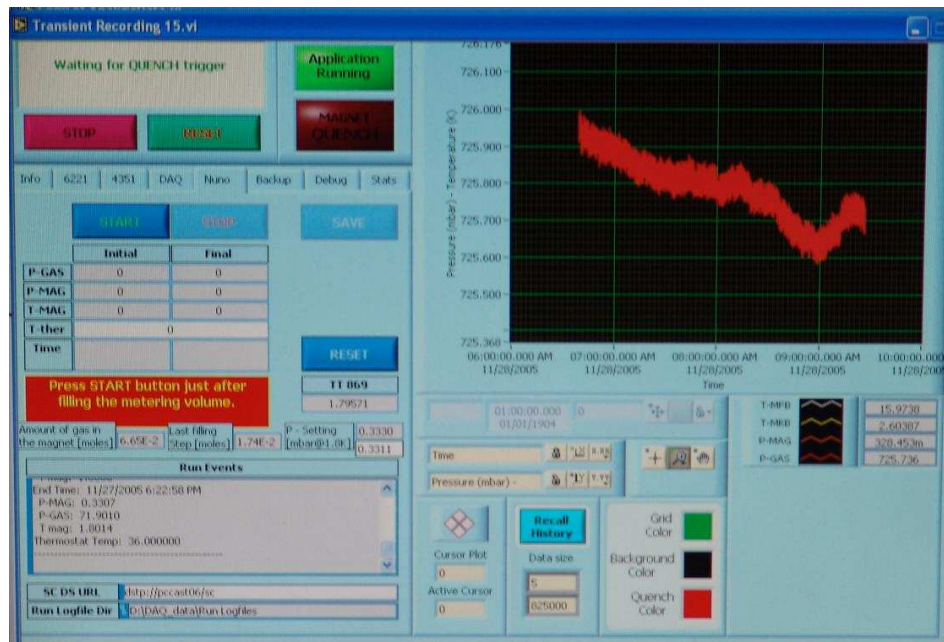 Transient Recording 15.vi
Waiting for QUENCH trigger
Application
Running
STOP
RESET
MAGNET
QUENCH
Info 6221 4351 DAQ Nuno Backup Debug Stats
START STOP SAVE
Initial Final
P-GAS 0 0
P-MAG 0 0
T-MAG 0 0
T-ther 0
Time
RESET
Press START button just after
filling the metering volume.
TT 869
1.79571
Amount of gas in
the magnet [moles] 6.65E-2
Last filling
Step [moles] 1.74E-2
P - Setting
[mbar@1.8K]
0.3330
0.3311
Run Events
End Time: 11/27/2005 6:22:58 PM
P-MAG: 0.3307
P-GAS: 71.9010
T mag: 1.8014
Thermostat Temp: 36.000000
SC DS URL dstp://pccast06/sc
Run Logfile Dir D:\DAQ_data\Run Logfiles
Pressure (mbar) - Temperature (K)
726.176
726.100
726.000
725.900
725.800
725.700
725.600
725.500
725.360
06:00:00.000 AM 07:00:00.000 AM 08:00:00.000 AM 09:00:00.000 AM 10:00:00.000
11/28/2005 11/28/2005 11/28/2005 11/28/2005 11/28/2005
Time
01:00:00.000 0
01/01/1904
Time
Pressure (mbar) -
T-MFB 15.9738
T-MRB 2.60387
P-MAG 328.453m
P-GAS 725.736
Cursor Plot
0
Active Cursor
0
Recall
History
Data size
5
825000
Grid
Color
Background
Color
Quench
Color